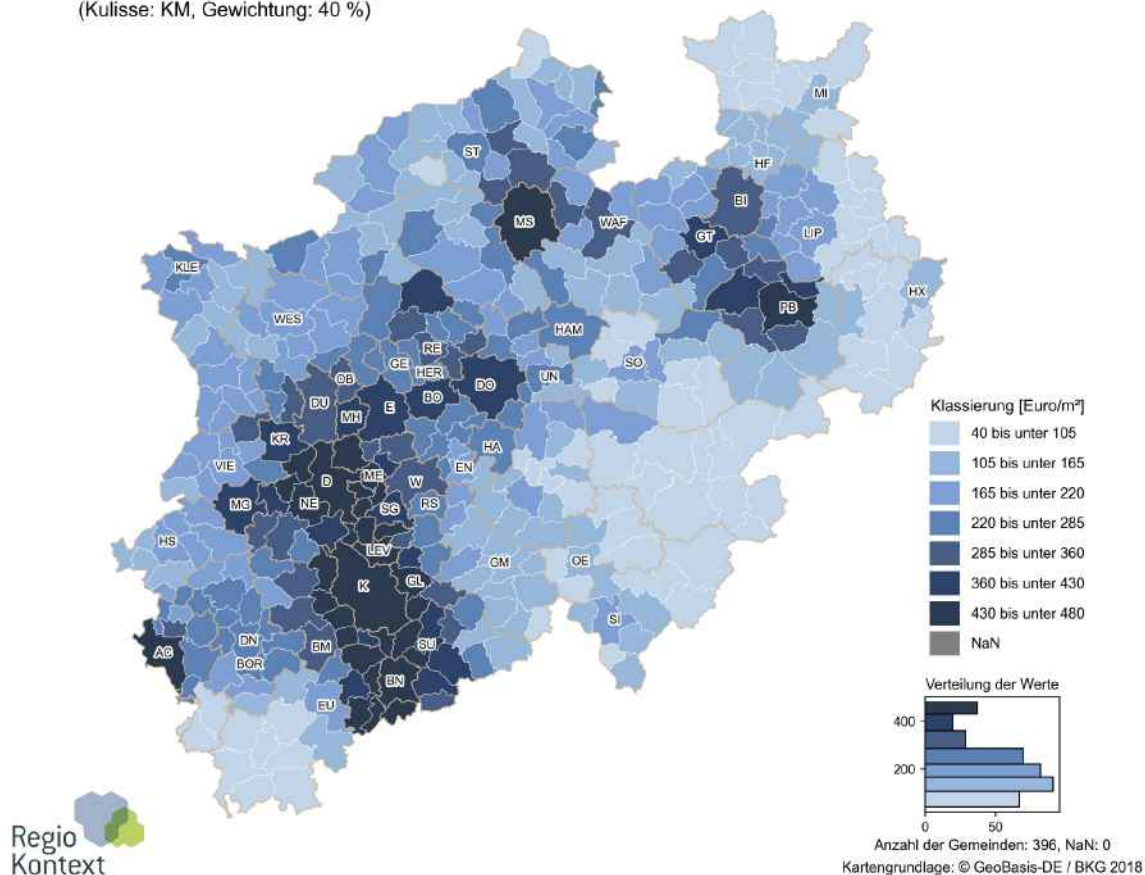 (Kulisse: KM, Gewichtung: 40 %)
MI
ST
HF
BI
MS
WAF
GT
LIP
KLE
HX
PB
WES
HAM
RE
SO
GE
HER
UN
OB
DO
DU
BO
E
MH
KR
HA
VIE
EN
ME
W
D
MG
NE
SG
RS
HS
LEV
GM
OE
K
GL
SI
DN
BM
SU
AC
BOR
BN
EU
Klassierung [Euro/m²]
40 bis unter 105
105 bis unter 165
165 bis unter 220
220 bis unter 285
285 bis unter 360
360 bis unter 430
430 bis unter 480
NaN
Verteilung der Werte
400
200
0
50
Anzahl der Gemeinden: 396, NaN: 0
Kartengrundlage: © GeoBasis-DE / BKG 2018
Regio
Kontext